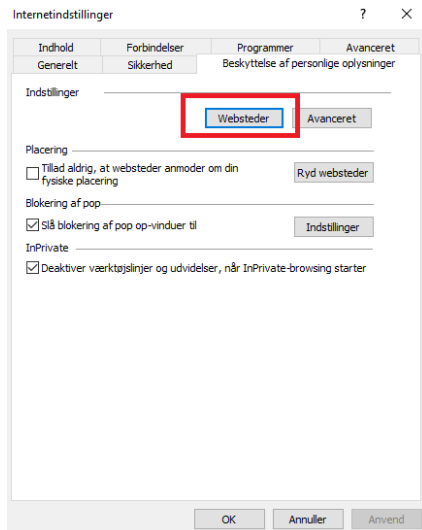 Internetindstillinger
Indhold Forbindelser Programmer Avanceret
Generelt Sikkerhed Beskyttelse af personlige oplysninger
Indstillinger
Websteder Avanceret
Placering
Tillad aldrig, at websteder anmoder om din
fysiske placering
Ryd websteder
Blokering af pop
Slå blokering af pop op-vinduer til
Indstillinger
InPrivate
Deaktiver værktøjslinjer og udvidelser, når InPrivate-browsing starter
OK Annuller Anvend